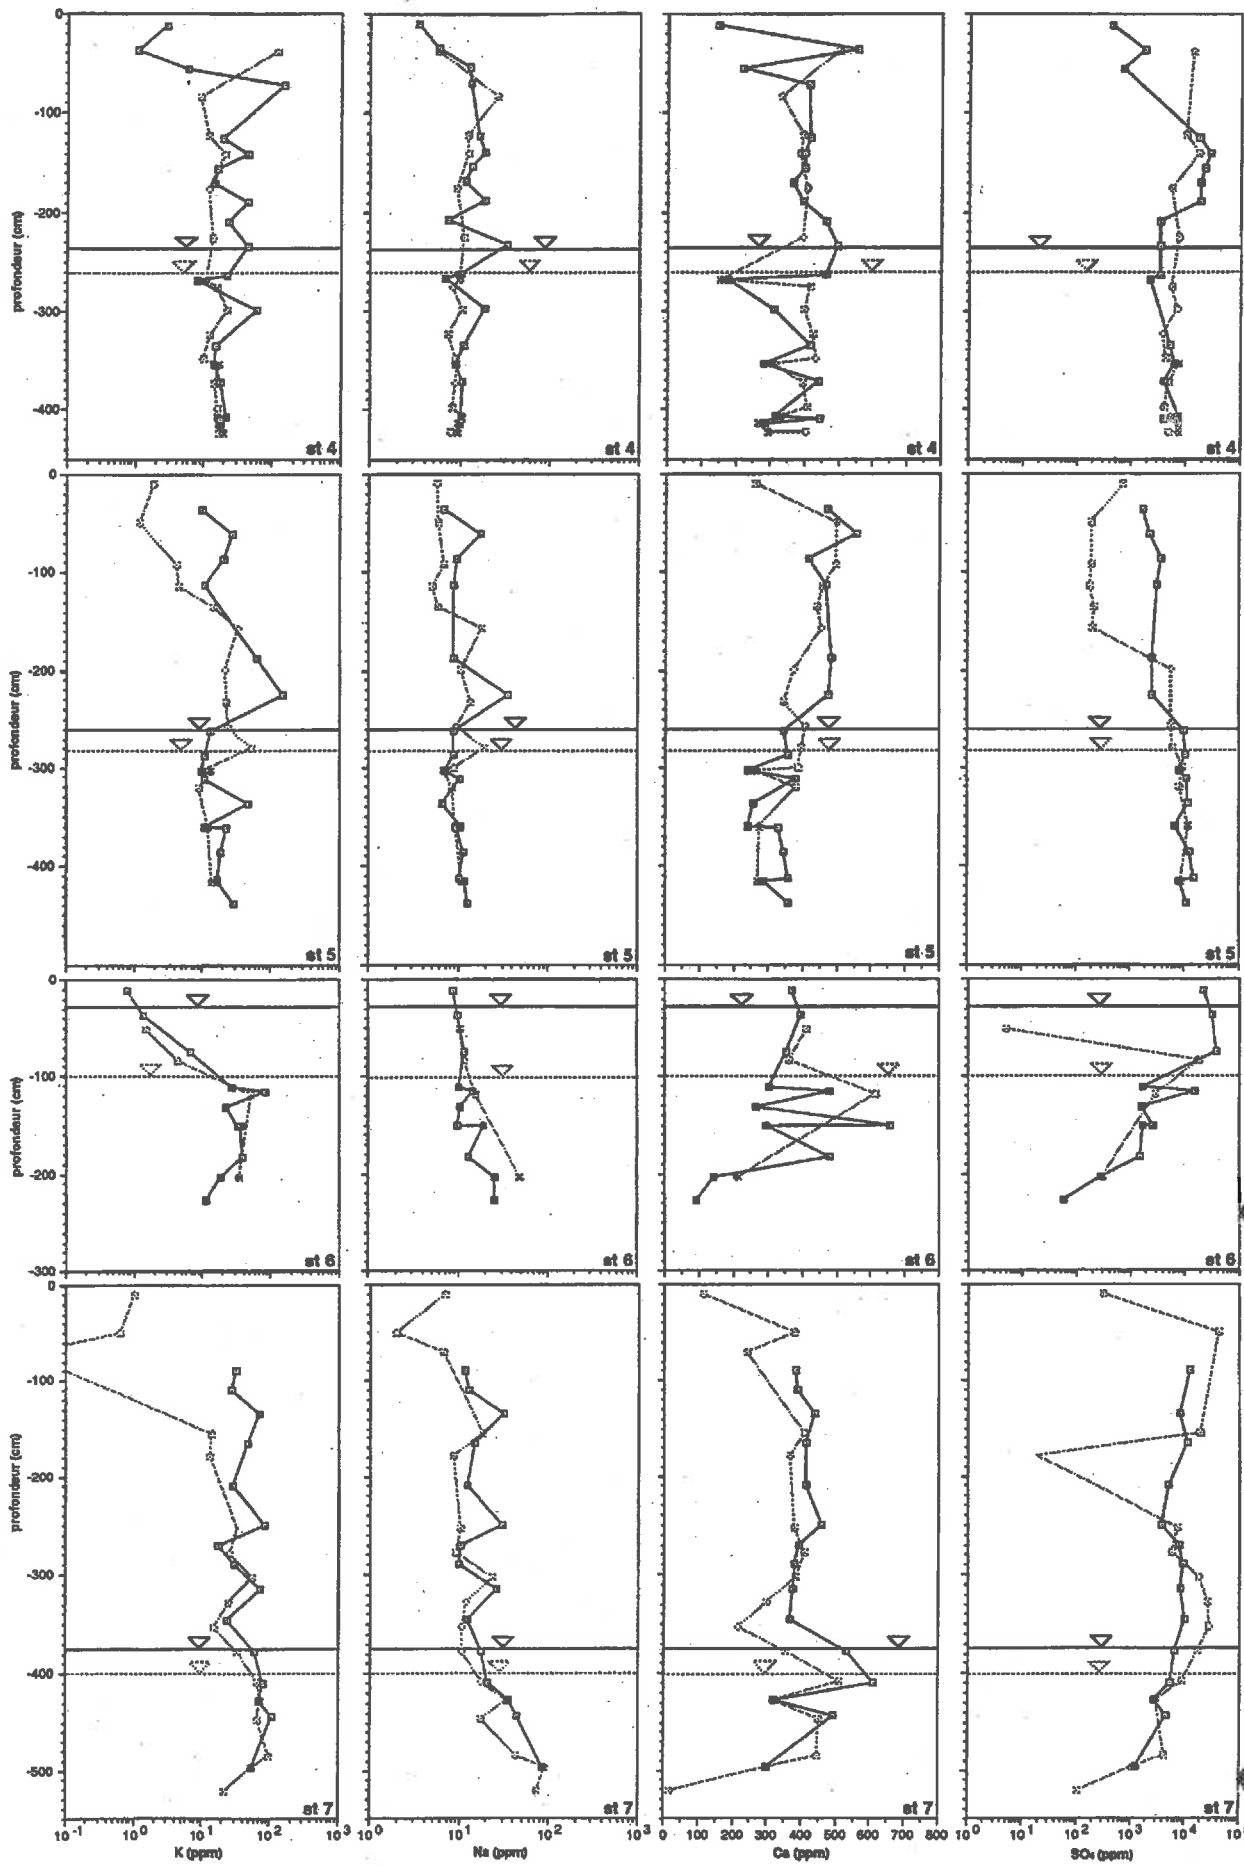 0
-100
-200
-300
-400
profondeur (cm)
st 4
st 4
st 4
st 4
0
-100
-200
-300
-400
profondeur (cm)
st 5
st 5
st 5
st 5
0
-100
-200
-300
profondeur (cm)
st 6
st 6
st 6
st 6
0
-100
-200
-300
-400
-500
profondeur (cm)
st 7
st 7
st 7
st 7
10⁻¹ 10⁰ 10¹ 10² 10³
K (ppm)
10⁰ 10¹ 10² 10³
Na (ppm)
0 100 200 300 400 500 600 700 800
Ca (ppm)
10⁰ 10¹ 10² 10³ 10⁴ 10⁵
SO₄ (ppm)